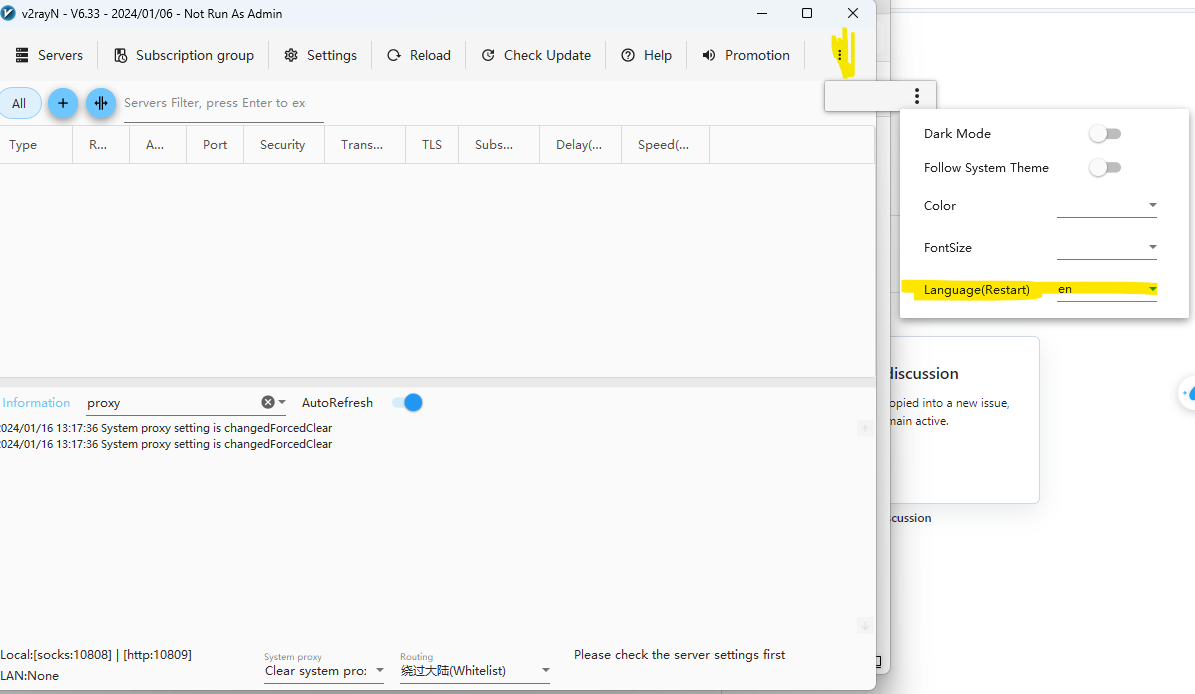 v2rayN - V6.33 - 2024/01/06 - Not Run As Admin
Servers
Subscription group
Settings
Reload
Check Update
Help
Promotion
All
Servers Filter, press Enter to ex
Type
R...
A...
Port
Security
Trans...
TLS
Subs...
Delay(...
Speed(...
Dark Mode
Follow System Theme
Color
FontSize
Language(Restart)
en
discussion
opied into a new issue,
main active.
scussion
Information
proxy
AutoRefresh
2024/01/16 13:17:36 System proxy setting is changedForcedClear
2024/01/16 13:17:36 System proxy setting is changedForcedClear
Local:[socks:10808] | [http:10809]
LAN:None
System proxy
Clear system pro:
Routing
绕过大陆(Whitelist)
Please check the server settings first